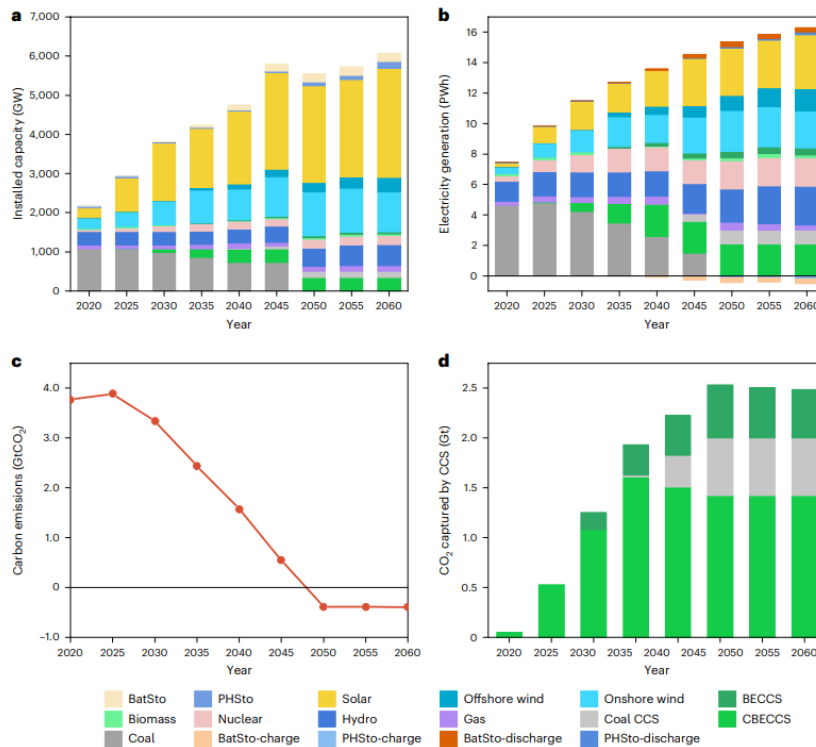 a
Installed capacity (GW)
7,000
6,000
5,000
4,000
3,000
2,000
1,000
0
2020 2025 2030 2035 2040 2045 2050 2055 2060
Year
b
Electricity generation (PWh)
16
14
12
10
8
6
4
2
0
2020 2025 2030 2035 2040 2045 2050 2055 2060
Year
c
Carbon emissions (GtCO2)
4.0
3.0
2.0
1.0
0
–1.0
2020 2025 2030 2035 2040 2045 2050 2055 2060
Year
d
CO2 captured by CCS (Gt)
2.5
2.0
1.5
1.0
0.5
0
2020 2025 2030 2035 2040 2045 2050 2055 2060
Year
BatSto PHSto Solar Offshore wind Onshore wind BECCS
Biomass Nuclear Hydro Gas Coal CCS CBECCS
Coal BatSto-charge PHSto-charge BatSto-discharge PHSto-discharge